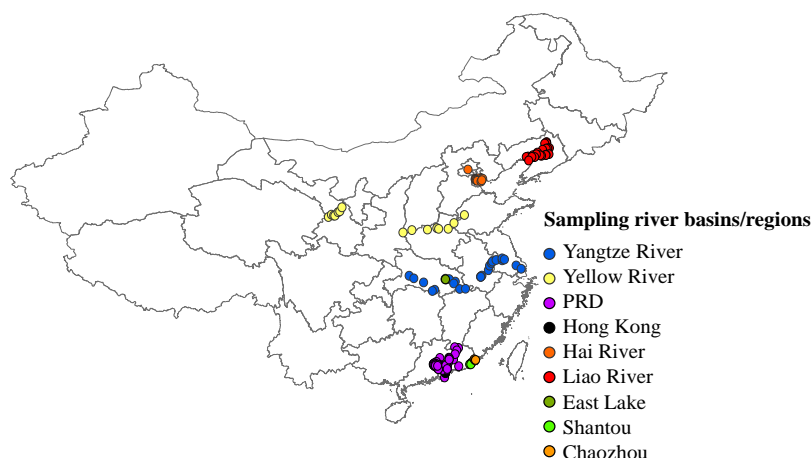 Sampling river basins/regions
Yangtze River
Yellow River
PRD
Hong Kong
Hai River
Liao River
East Lake
Shantou
Chaozhou